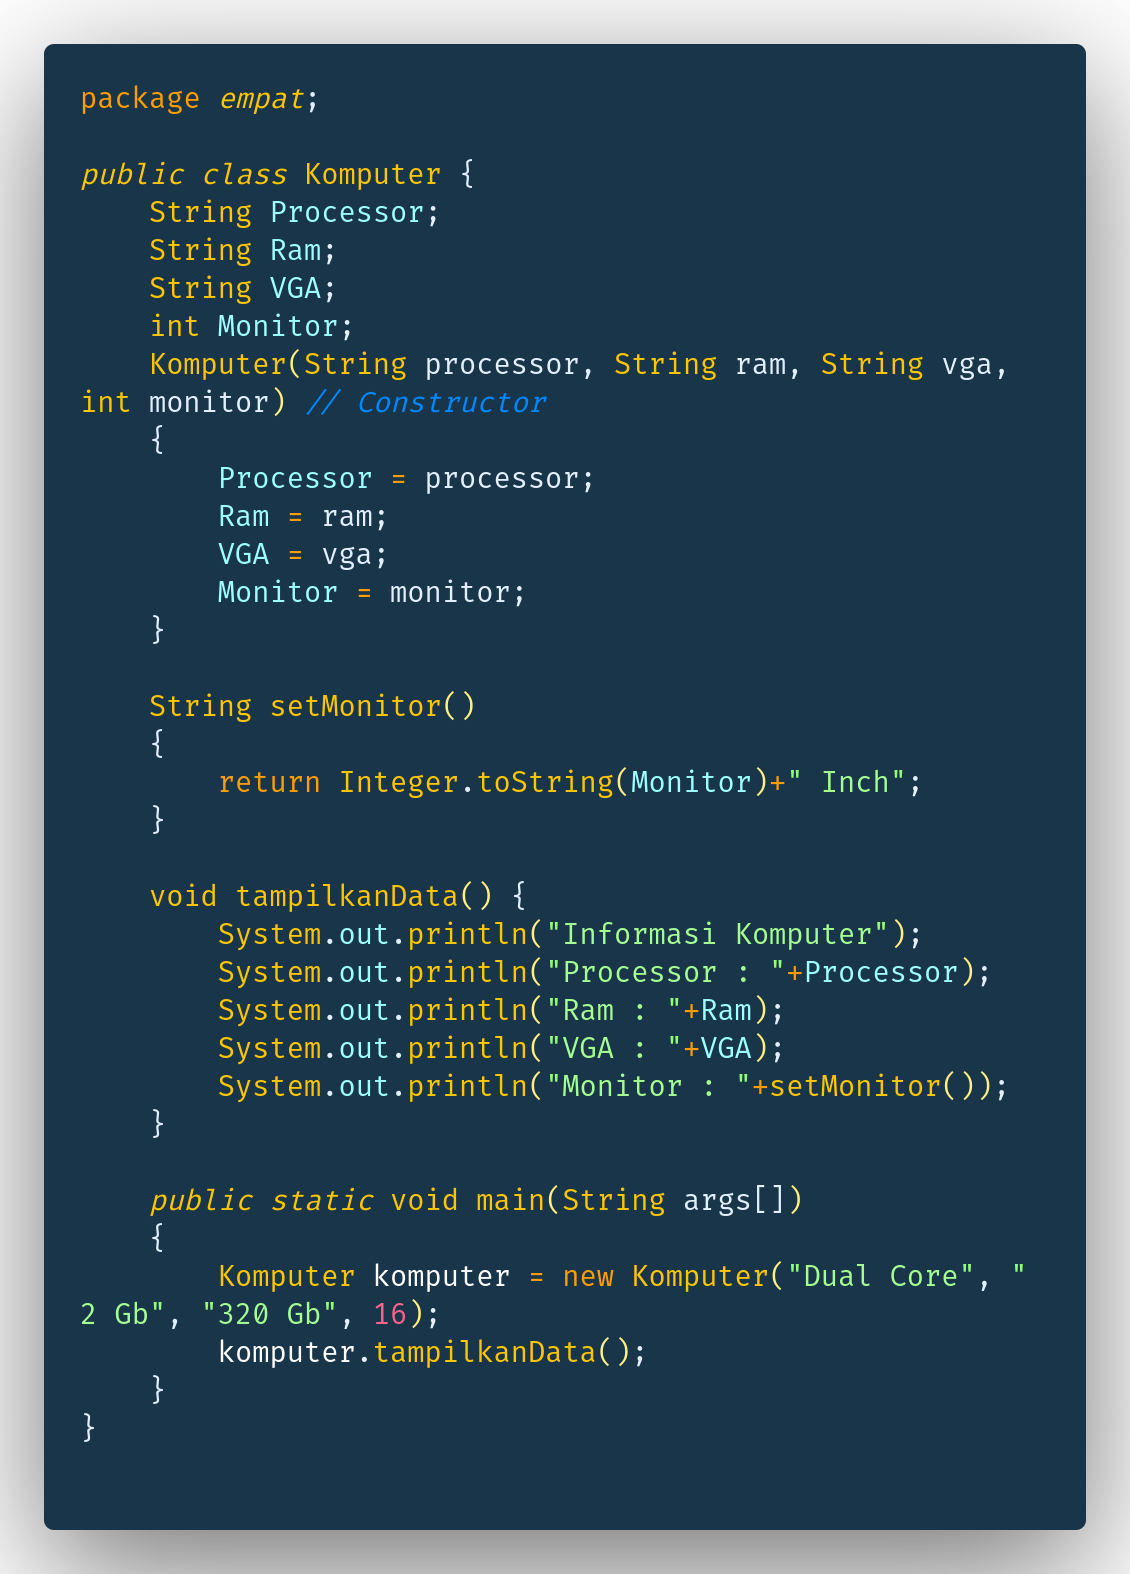 package empat;

public class Komputer {
    String Processor;
    String Ram;
    String VGA;
    int Monitor;
    Komputer(String processor, String ram, String vga,
int monitor) // Constructor
    {
        Processor = processor;
        Ram = ram;
        VGA = vga;
        Monitor = monitor;
    }

    String setMonitor()
    {
        return Integer.toString(Monitor)+" Inch";
    }

    void tampilkanData() {
        System.out.println("Informasi Komputer");
        System.out.println("Processor : "+Processor);
        System.out.println("Ram : "+Ram);
        System.out.println("VGA : "+VGA);
        System.out.println("Monitor : "+setMonitor());
    }

    public static void main(String args[])
    {
        Komputer komputer = new Komputer("Dual Core", "
2 Gb", "320 Gb", 16);
        komputer.tampilkanData();
    }
}